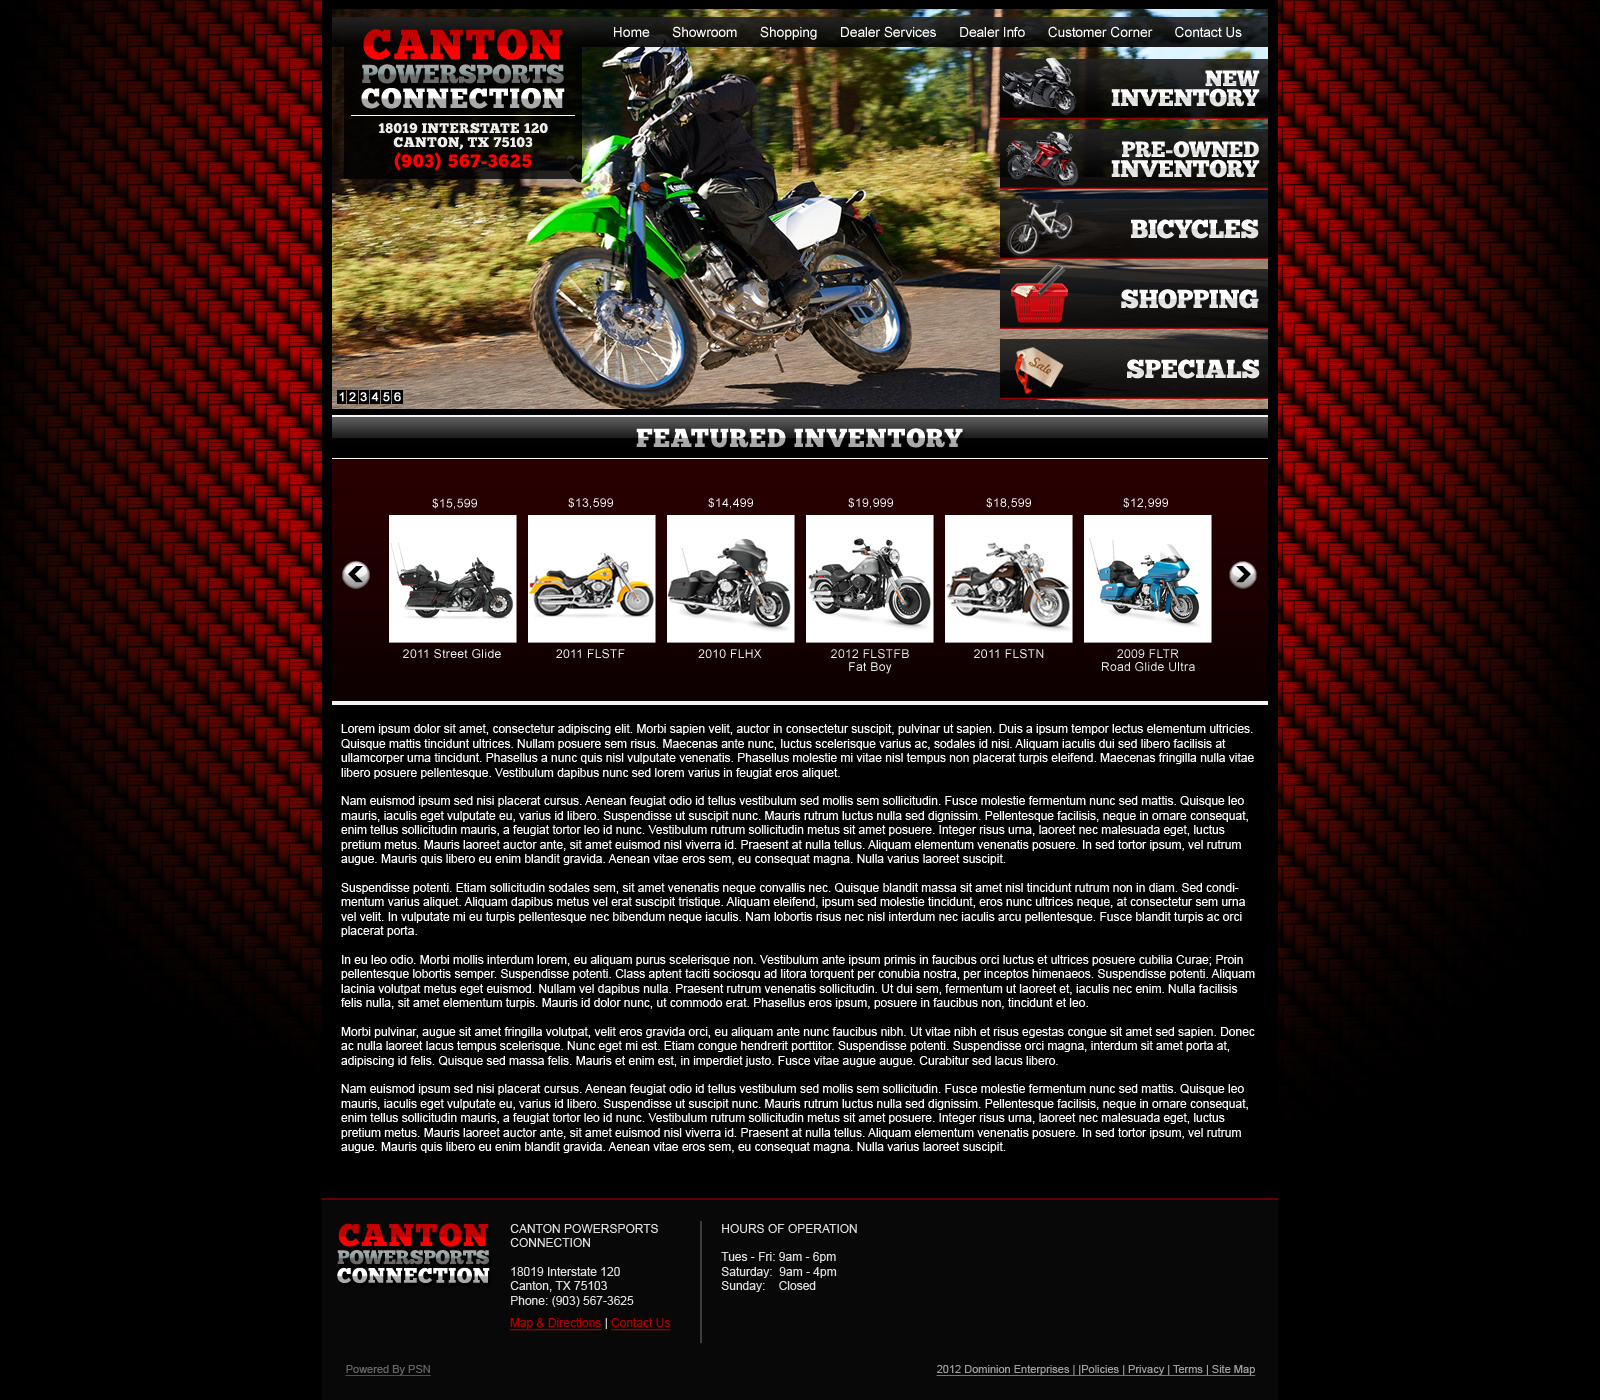 Home Showroom Shopping Dealer Services Dealer Info Customer Corner Contact Us
CANTON
POWERSPORTS
CONNECTION
18019 INTERSTATE 120
CANTON, TX 75103
(903) 567-3625
NEW
INVENTORY
PRE-OWNED
INVENTORY
BICYCLES
SHOPPING
Sale
SPECIALS
1 2 3 4 5 6
FEATURED INVENTORY
$15,599 $13,599 $14,499 $19,999 $18,599 $12,999
2011 Street Glide 2011 FLSTF 2010 FLHX 2012 FLSTFB 2011 FLSTN 2009 FLTR
Fat Boy Road Glide Ultra
Lorem ipsum dolor sit amet, consectetur adipiscing elit. Morbi sapien velit, auctor in consectetur suscipit, pulvinar ut sapien. Duis a ipsum tempor lectus elementum ultricies.
Quisque mattis tincidunt ultrices. Nullam posuere sem risus. Maecenas ante nunc, luctus scelerisque varius ac, sodales id nisi. Aliquam iaculis dui sed libero facilisis at
ullamcorper urna tincidunt. Phasellus a nunc quis nisl vulputate venenatis. Phasellus molestie mi vitae nisl tempus non placerat turpis eleifend. Maecenas fringilla nulla vitae
libero posuere pellentesque. Vestibulum dapibus nunc sed lorem varius in feugiat eros aliquet.
Nam euismod ipsum sed nisi placerat cursus. Aenean feugiat odio id tellus vestibulum sed mollis sem sollicitudin. Fusce molestie fermentum nunc sed mattis. Quisque leo
mauris, iaculis eget vulputate eu, varius id libero. Suspendisse ut suscipit nunc. Mauris rutrum luctus nulla sed dignissim. Pellentesque facilisis, neque in ornare consequat,
enim tellus sollicitudin mauris, a feugiat tortor leo id nunc. Vestibulum rutrum sollicitudin metus sit amet posuere. Integer risus urna, laoreet nec malesuada eget, luctus
pretium metus. Mauris laoreet auctor ante, sit amet euismod nisl viverra id. Praesent at nulla tellus. Aliquam elementum venenatis posuere. In sed tortor ipsum, vel rutrum
augue. Mauris quis libero eu enim blandit gravida. Aenean vitae eros sem, eu consequat magna. Nulla varius laoreet suscipit.
Suspendisse potenti. Etiam sollicitudin sodales sem, sit amet venenatis neque convallis nec. Quisque blandit massa sit amet nisl tincidunt rutrum non in diam. Sed condi-
mentum varius aliquet. Aliquam dapibus metus vel erat suscipit tristique. Aliquam eleifend, ipsum sed molestie tincidunt, eros nunc ultrices neque, at consectetur sem urna
vel velit. In vulputate mi eu turpis pellentesque nec bibendum neque iaculis. Nam lobortis risus nec nisl interdum nec iaculis arcu pellentesque. Fusce blandit turpis ac orci
placerat porta.
In eu leo odio. Morbi mollis interdum lorem, eu aliquam purus scelerisque non. Vestibulum ante ipsum primis in faucibus orci luctus et ultrices posuere cubilia Curae; Proin
pellentesque lobortis semper. Suspendisse potenti. Class aptent taciti sociosqu ad litora torquent per conubia nostra, per inceptos himenaeos. Suspendisse potenti. Aliquam
lacinia volutpat metus eget euismod. Nullam vel dapibus nulla. Praesent rutrum venenatis sollicitudin. Ut dui sem, fermentum ut laoreet et, iaculis nec enim. Nulla facilisis
felis nulla, sit amet elementum turpis. Mauris id dolor nunc, ut commodo erat. Phasellus eros ipsum, posuere in faucibus non, tincidunt et leo.
Morbi pulvinar, augue sit amet fringilla volutpat, velit eros gravida orci, eu aliquam ante nunc faucibus nibh. Ut vitae nibh et risus egestas congue sit amet sed sapien. Donec
ac nulla laoreet lacus tempus scelerisque. Nunc eget mi est. Etiam congue hendrerit porttitor. Suspendisse potenti. Suspendisse orci magna, interdum sit amet porta at,
adipiscing id felis. Quisque sed massa felis. Mauris et enim est, in imperdiet justo. Fusce vitae augue augue. Curabitur sed lacus libero.
Nam euismod ipsum sed nisi placerat cursus. Aenean feugiat odio id tellus vestibulum sed mollis sem sollicitudin. Fusce molestie fermentum nunc sed mattis. Quisque leo
mauris, iaculis eget vulputate eu, varius id libero. Suspendisse ut suscipit nunc. Mauris rutrum luctus nulla sed dignissim. Pellentesque facilisis, neque in ornare consequat,
enim tellus sollicitudin mauris, a feugiat tortor leo id nunc. Vestibulum rutrum sollicitudin metus sit amet posuere. Integer risus urna, laoreet nec malesuada eget, luctus
pretium metus. Mauris laoreet auctor ante, sit amet euismod nisl viverra id. Praesent at nulla tellus. Aliquam elementum venenatis posuere. In sed tortor ipsum, vel rutrum
augue. Mauris quis libero eu enim blandit gravida. Aenean vitae eros sem, eu consequat magna. Nulla varius laoreet suscipit.
CANTON
POWERSPORTS
CONNECTION
CANTON POWERSPORTS
CONNECTION
18019 Interstate 120
Canton, TX 75103
Phone: (903) 567-3625
Map & Directions | Contact Us
HOURS OF OPERATION
Tues - Fri: 9am - 6pm
Saturday: 9am - 4pm
Sunday: Closed
Powered By PSN
2012 Dominion Enterprises | |Policies | Privacy | Terms | Site Map